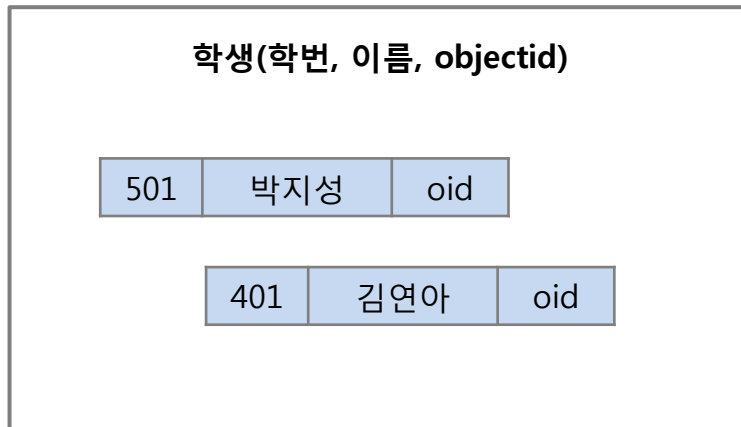 학생(학번, 이름, objectid)
501 박지성 oid
401 김연아 oid